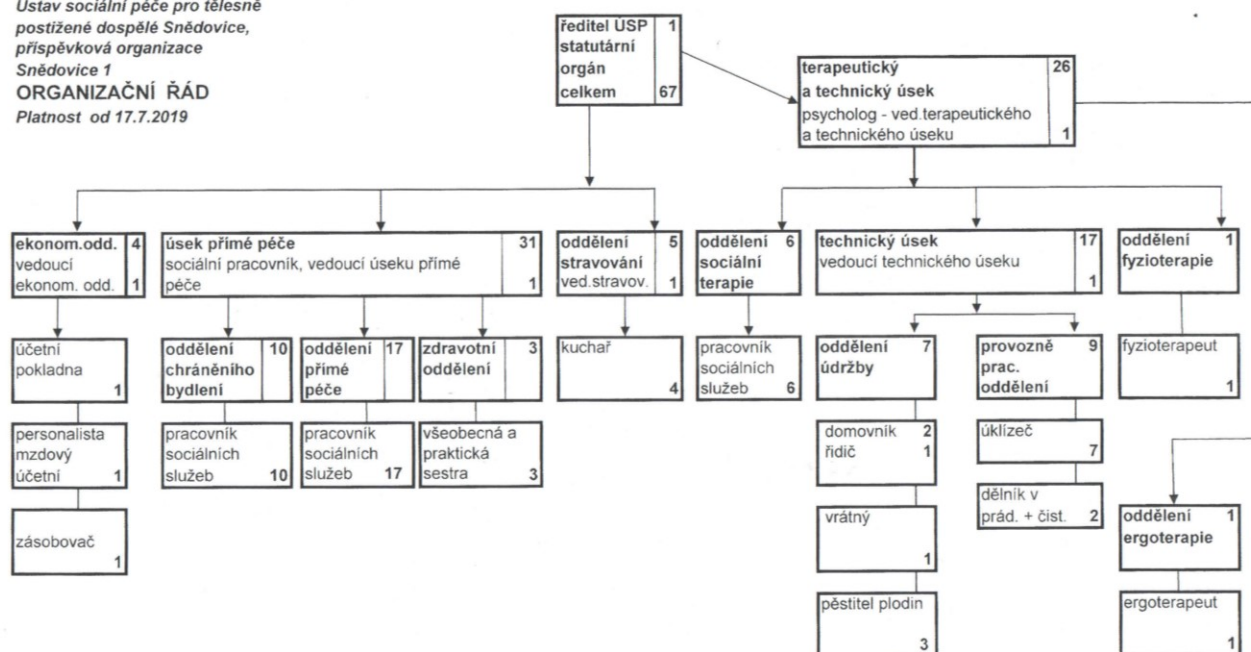 Ústav sociální péče pro tělesně
postižené dospělé Snědovice,
příspěvková organizace
Snědovice 1
ORGANIZAČNÍ ŘÁD
Platnost od 17.7.2019
ředitel ÚSP 1
statutární
orgán
celkem 67
terapeutický 26
a technický úsek
psycholog - ved.terapeutického
a technického úseku 1
ekonom.odd. 4
vedoucí
ekonom. odd. 1
úsek přímé péče 31
sociální pracovník, vedoucí úseku přímé
péče 1
oddělení 5
stravování
ved.stravov. 1
oddělení 6
sociální
terapie
technický úsek 17
vedoucí technického úseku
1
oddělení 1
fyzioterapie
účetní
pokladna
1
oddělení 10
chráněního
bydlení
oddělení 17
přímé
péče
zdravotní 3
oddělení
kuchař
4
pracovník
sociálních
služeb 6
oddělení 7
údržby
provozně 9
prac.
oddělení
fyzioterapeut
1
personalista
mzdový
účetní 1
pracovník
sociálních
služeb 10
pracovník
sociálních
služeb 17
všeobecná a
praktická
sestra 3
domovník 2
řidič 1
úklízeč
7
zásobovač
1
vrátný
1
dělník v
prád. + čist. 2
oddělení 1
ergoterapie
pěstitel plodin
3
ergoterapeut
1